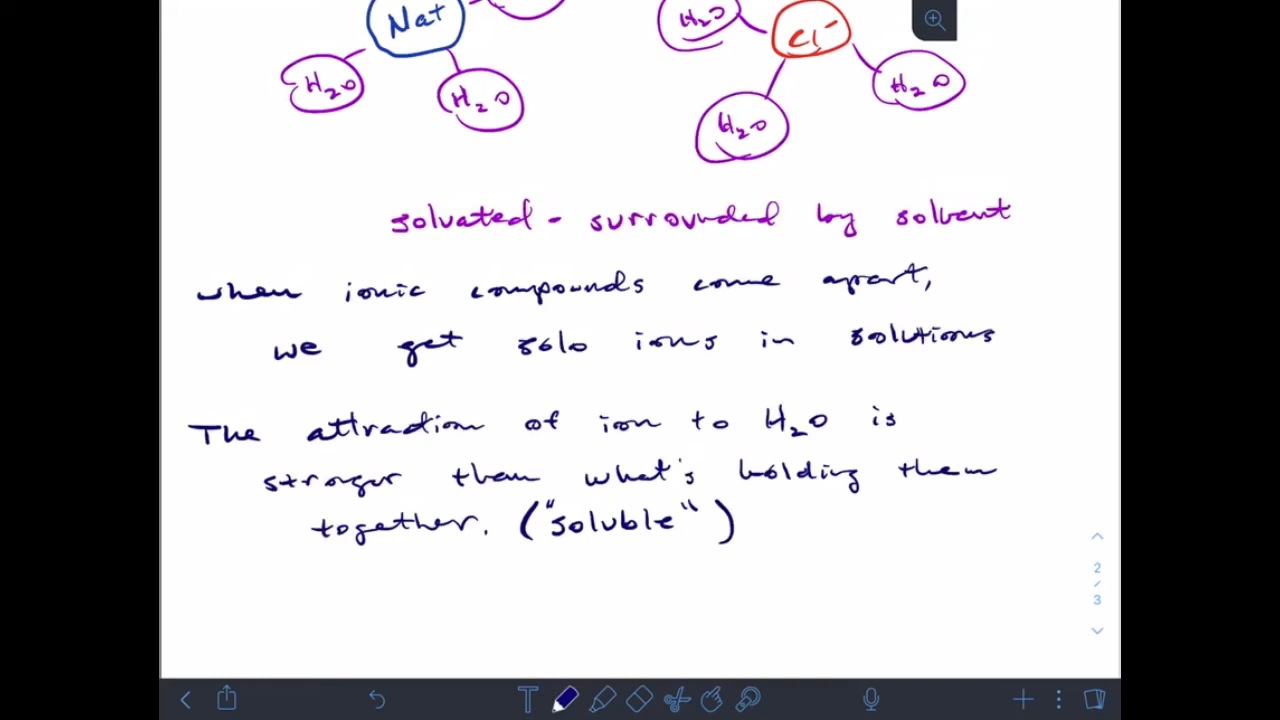 Na+
H₂O
Cl⁻
H₂O
H₂O
H₂O
H₂O
solvated - surrounded by solvent
when ionic compounds come apart,
we get solo ions in solutions
The attraction of ion to H₂O is
stronger than what's holding them
together. ("soluble")
2
/
3
T